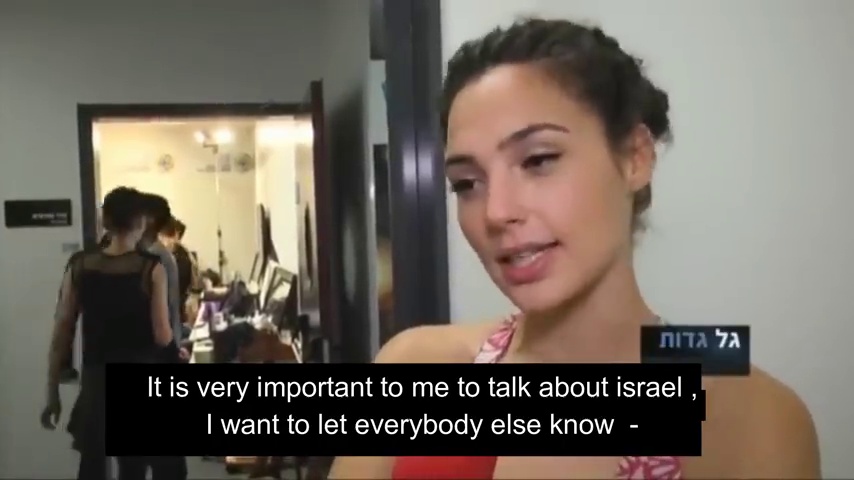 גל גדות
It is very important to me to talk about israel ,
I want to let everybody else know -